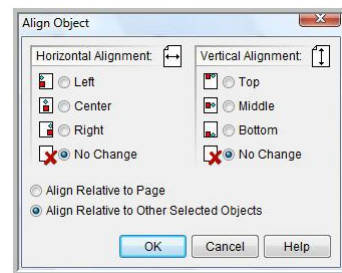 Align Object
Horizontal Alignment:
Left
Center
Right
No Change
Vertical Alignment:
Top
Middle
Bottom
No Change
Align Relative to Page
Align Relative to Other Selected Objects
OK
Cancel
Help